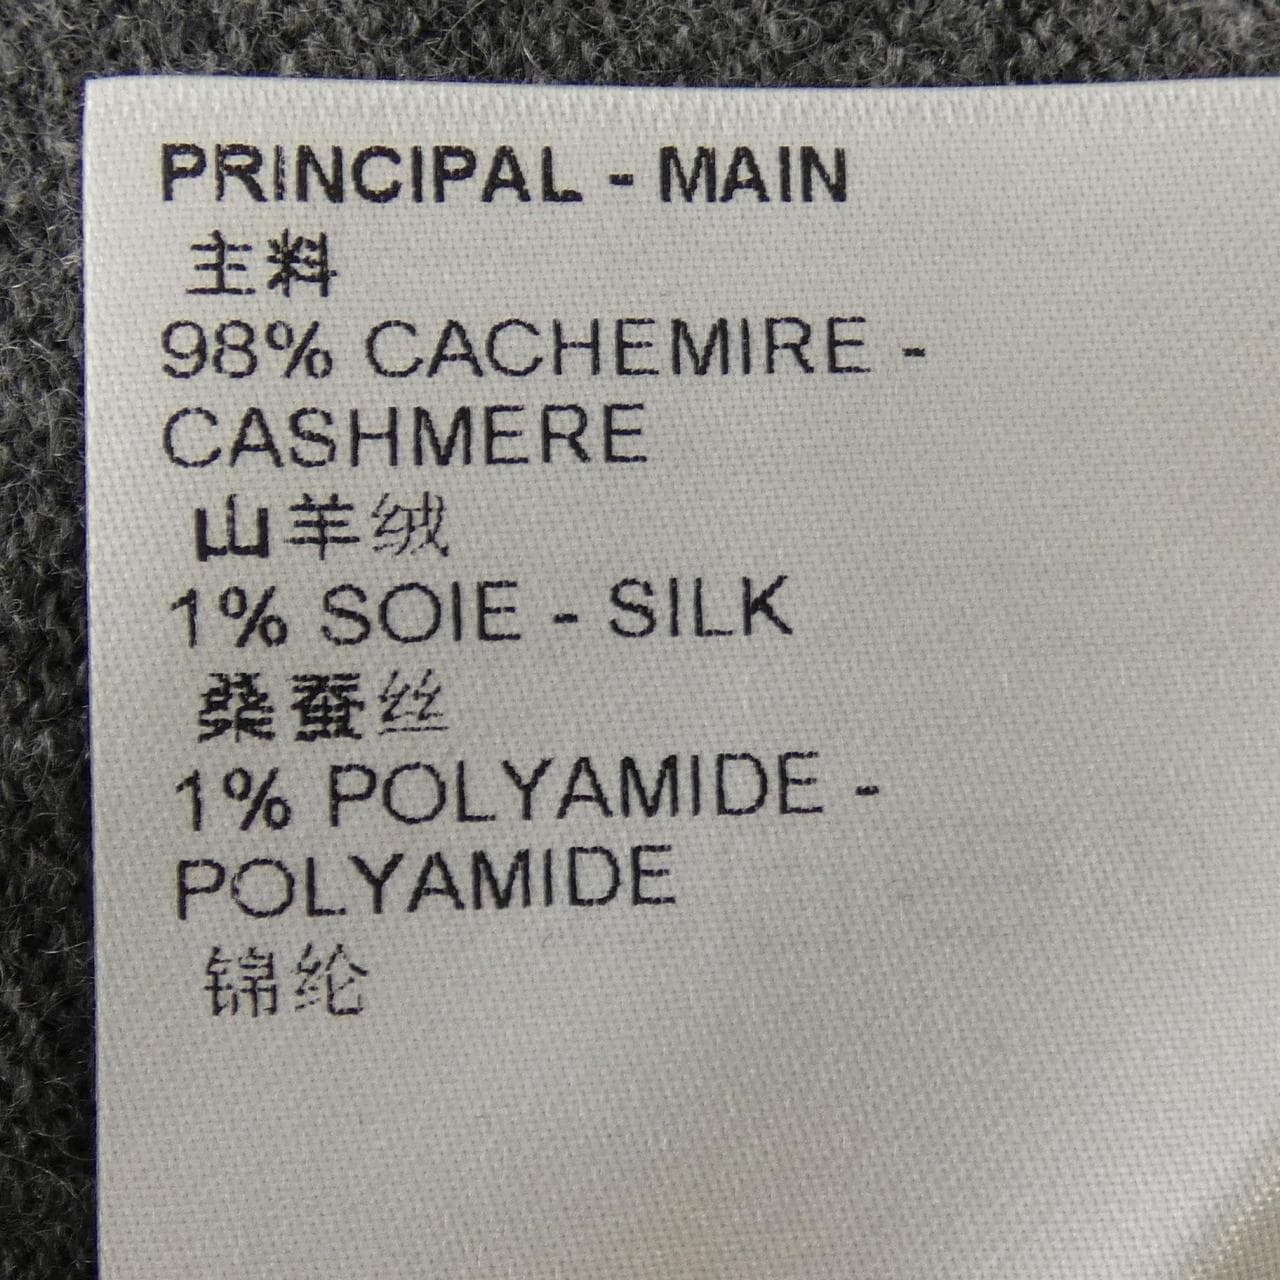 PRINCIPAL - MAIN
主料
98% CACHEMIRE -
CASHMERE
山羊绒
1% SOIE - SILK
桑蚕丝
1% POLYAMIDE -
POLYAMIDE
锦纶